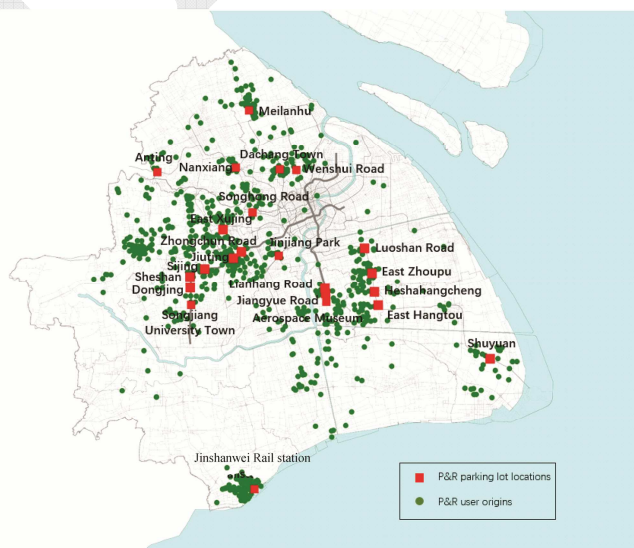 Meilanhu
Dachang Town
Anting
Nanxiang
Wenshui Road
Songhong Road
East Xujing
Zhongchun Road
Jinjiang Park
Luoshan Road
Jiuting
Sijing
Sheshan
Lianhang Road
East Zhoupu
Dongjing
Heshahangcheng
Jiangyue Road
Songjiang
University Town
Aerospace Museum
East Hangtou
Shuyuan
Jinshanwei Rail station
P&R parking lot locations
P&R user origins